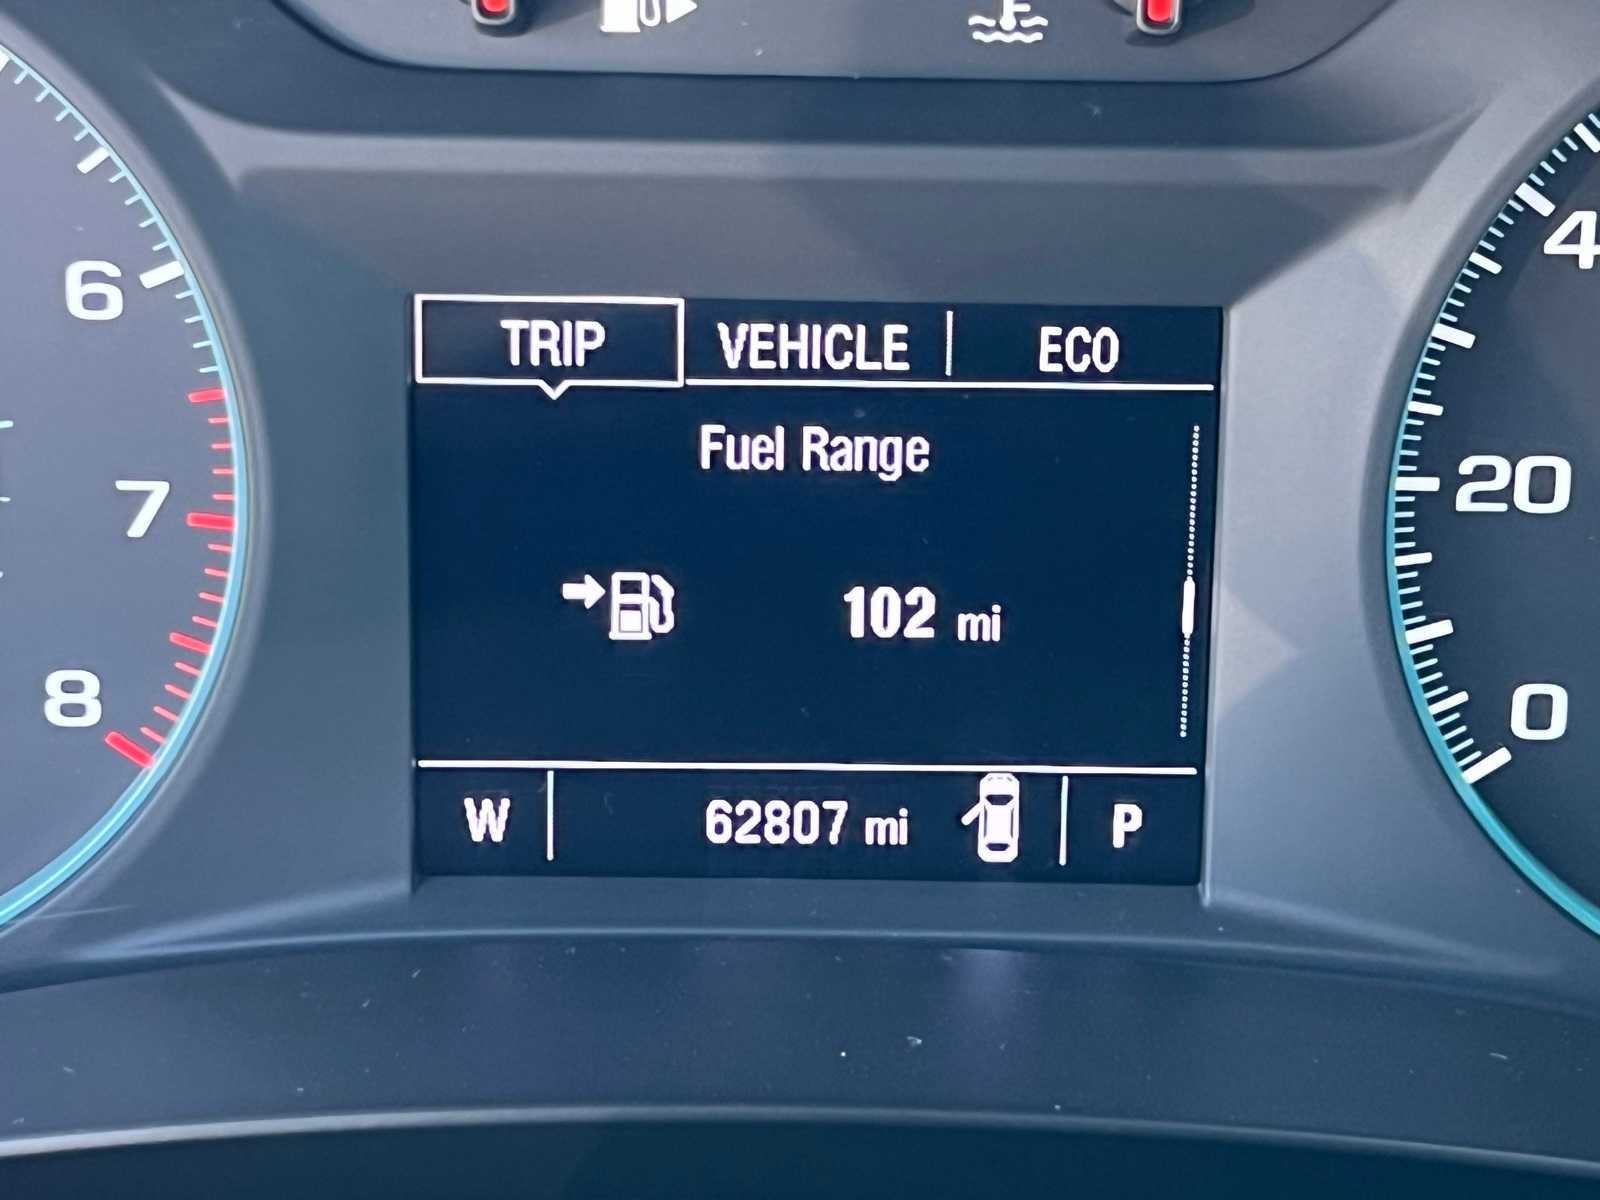 TRIP VEHICLE ECO
Fuel Range
102 mi
W 62807 mi P
6
7
8
4
20
0